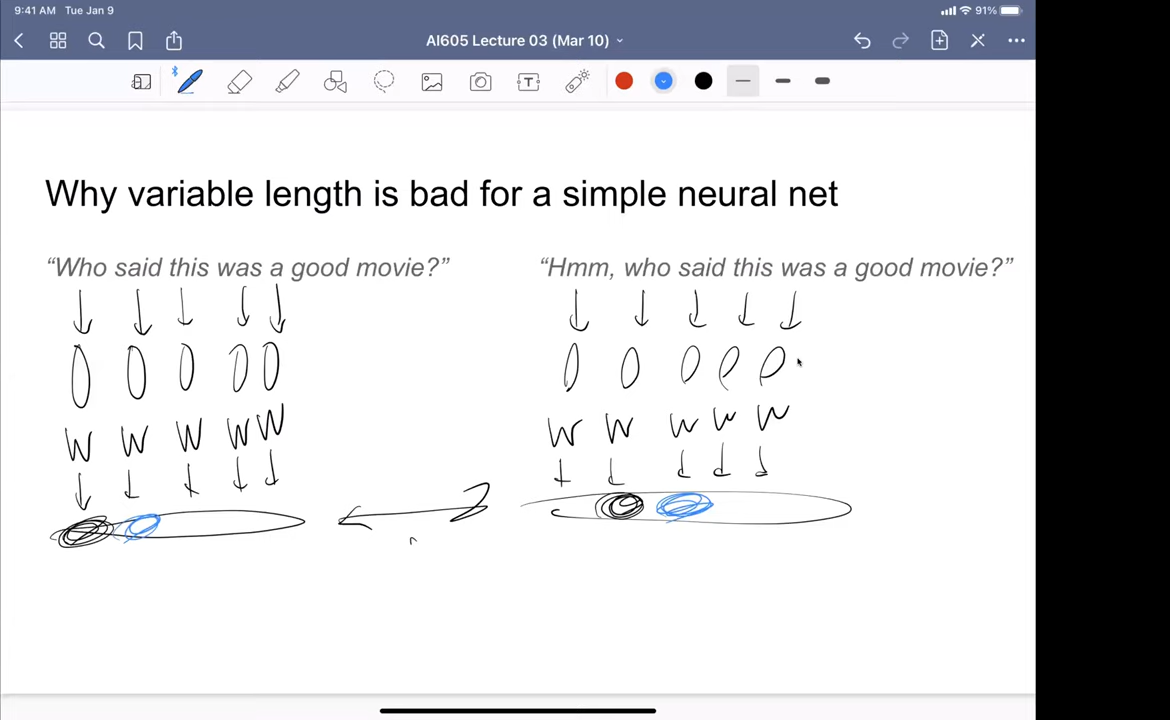 9:41 AM Tue Jan 9 91%
AI605 Lecture 03 (Mar 10)
T
Why variable length is bad for a simple neural net
“Who said this was a good movie?” “Hmm, who said this was a good movie?”
W W W W W W W W W W